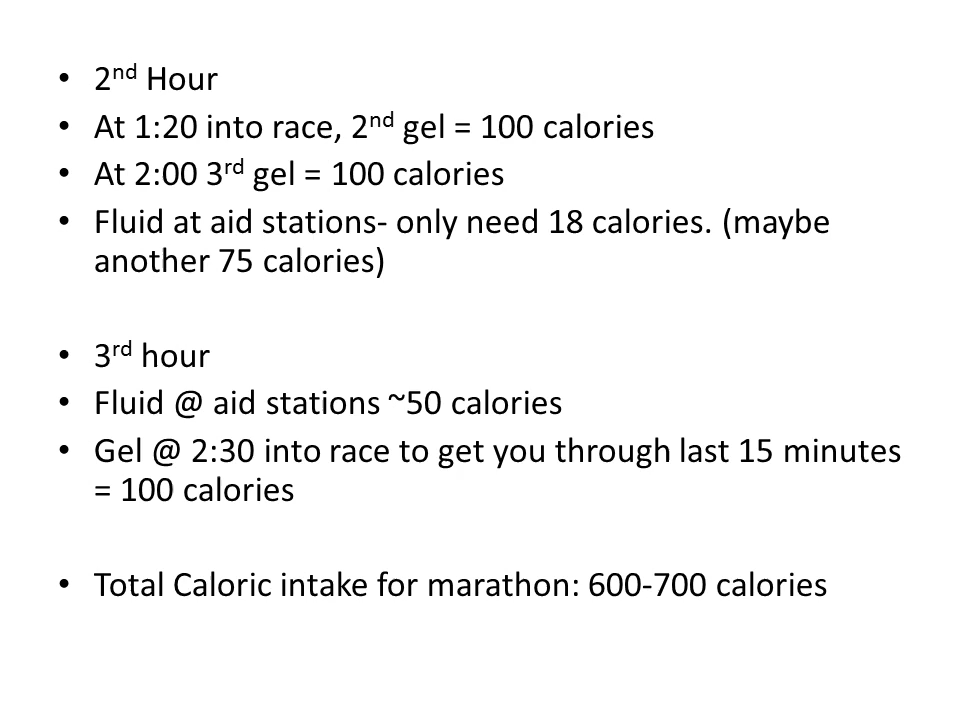 • 2nd Hour
• At 1:20 into race, 2nd gel = 100 calories
• At 2:00 3rd gel = 100 calories
• Fluid at aid stations- only need 18 calories. (maybe
another 75 calories)
• 3rd hour
• Fluid @ aid stations ~50 calories
• Gel @ 2:30 into race to get you through last 15 minutes
= 100 calories
• Total Caloric intake for marathon: 600-700 calories